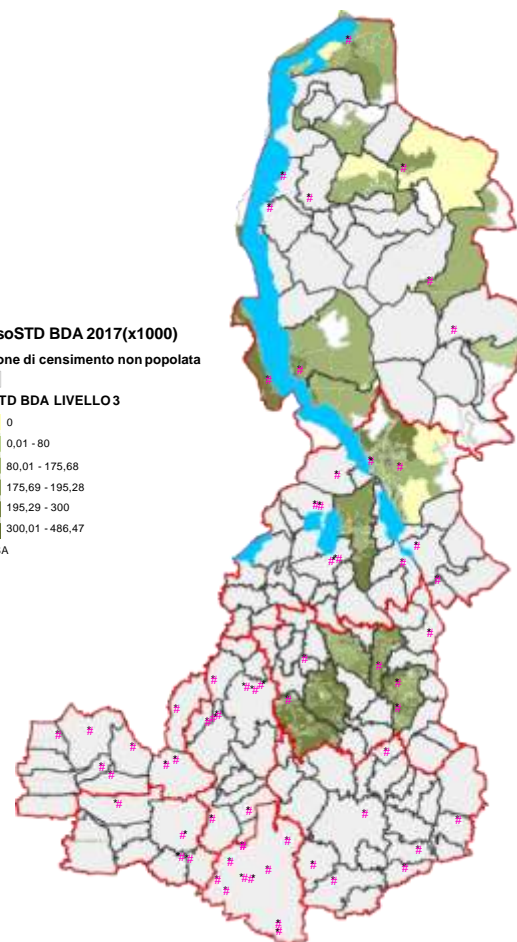 soSTD BDA 2017(x1000)
one di censimento non popolata
TD BDA LIVELLO 3
0
0,01 - 80
80,01 - 175,68
175,69 - 195,28
195,29 - 300
300,01 - 486,47
SA